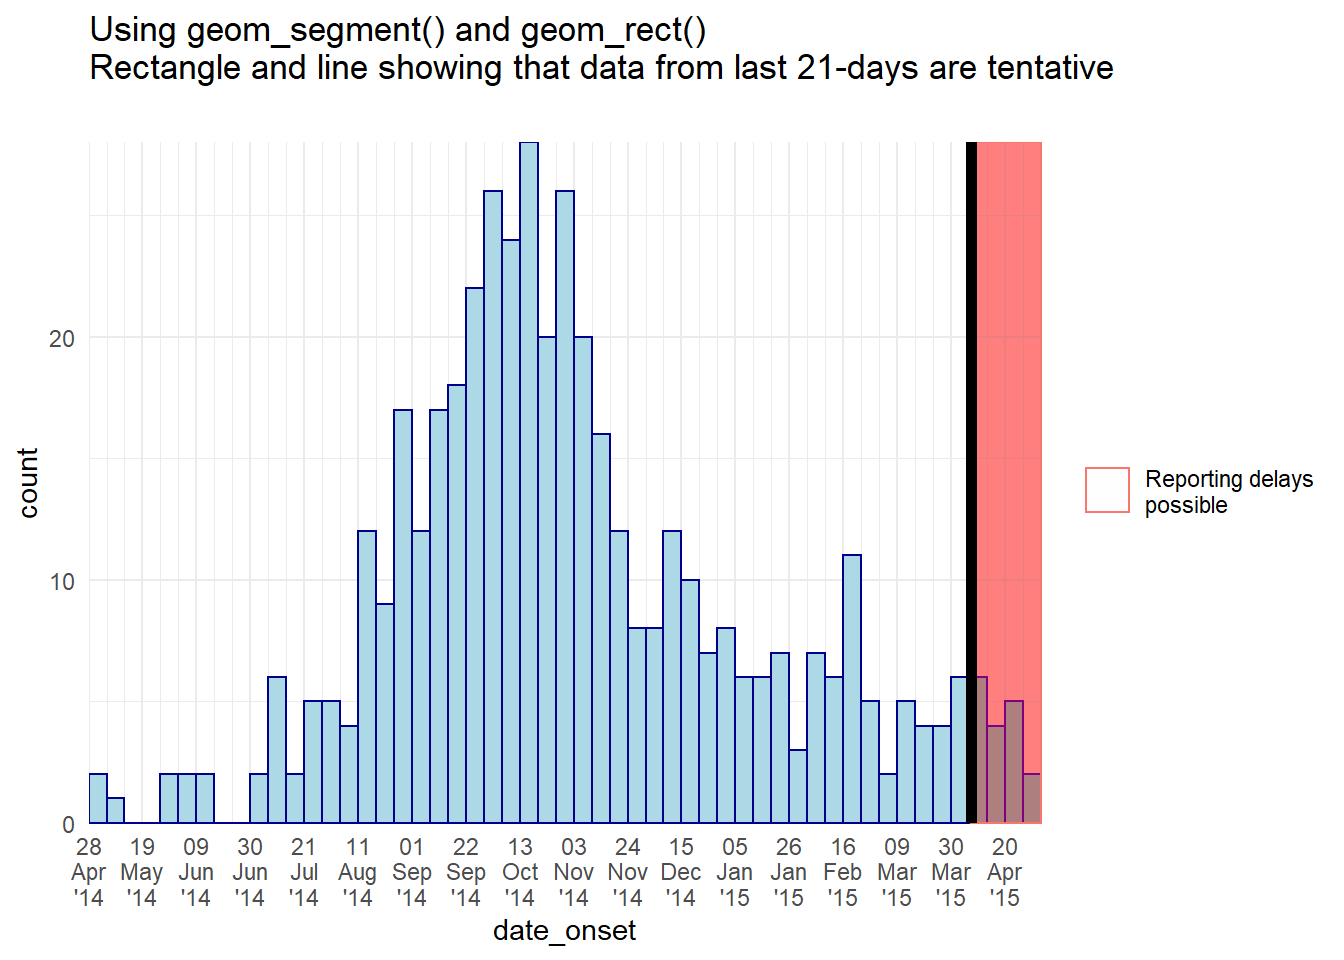 Using geom_segment() and geom_rect()
Rectangle and line showing that data from last 21-days are tentative
count
20
10
0
Reporting delays
possible
28 19 09 30 21 11 01 22 13 03 24 15 05 26 16 09 30 20
Apr May Jun Jun Jul Aug Sep Sep Oct Nov Nov Dec Jan Jan Feb Mar Mar Apr
'14 '14 '14 '14 '14 '14 '14 '14 '14 '14 '14 '14 '15 '15 '15 '15 '15 '15
date_onset